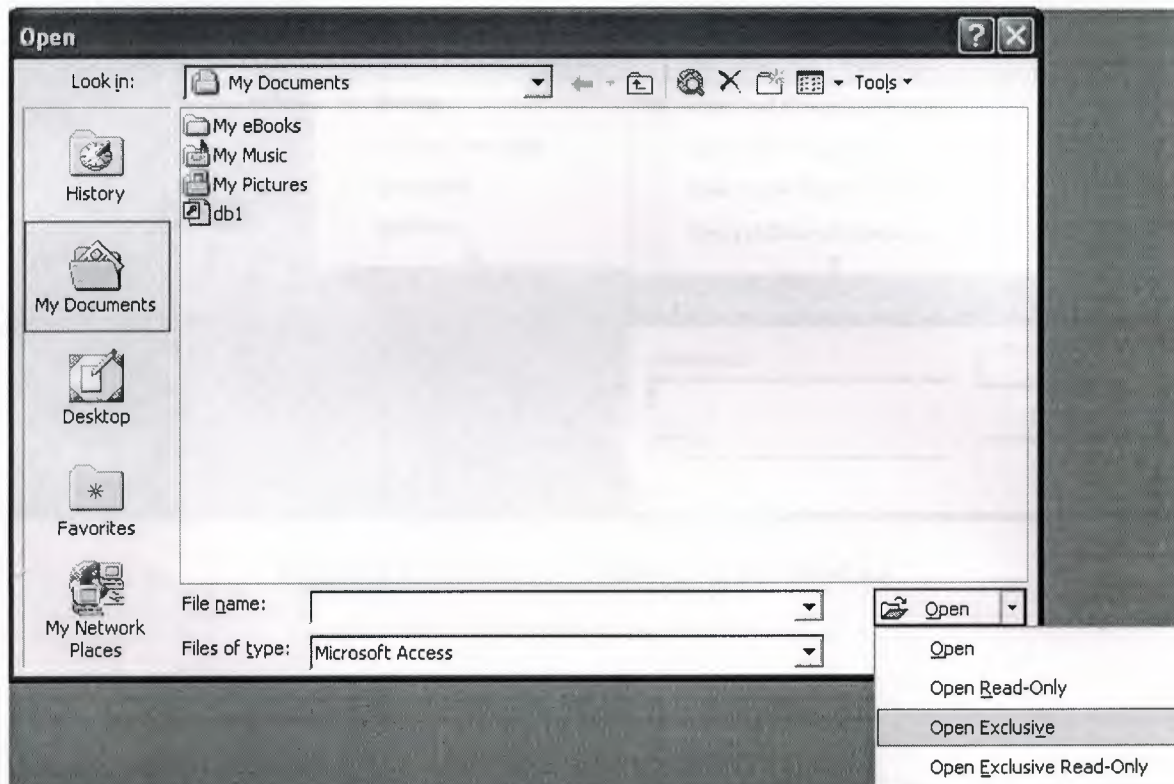 Open
Look in:
My Documents
Tools
My eBooks
My Music
My Pictures
db1
History
My Documents
Desktop
Favorites
My Network
Places
File name:
Open
Files of type:
Microsoft Access
Open
Open Read-Only
Open Exclusive
Open Exclusive Read-Only